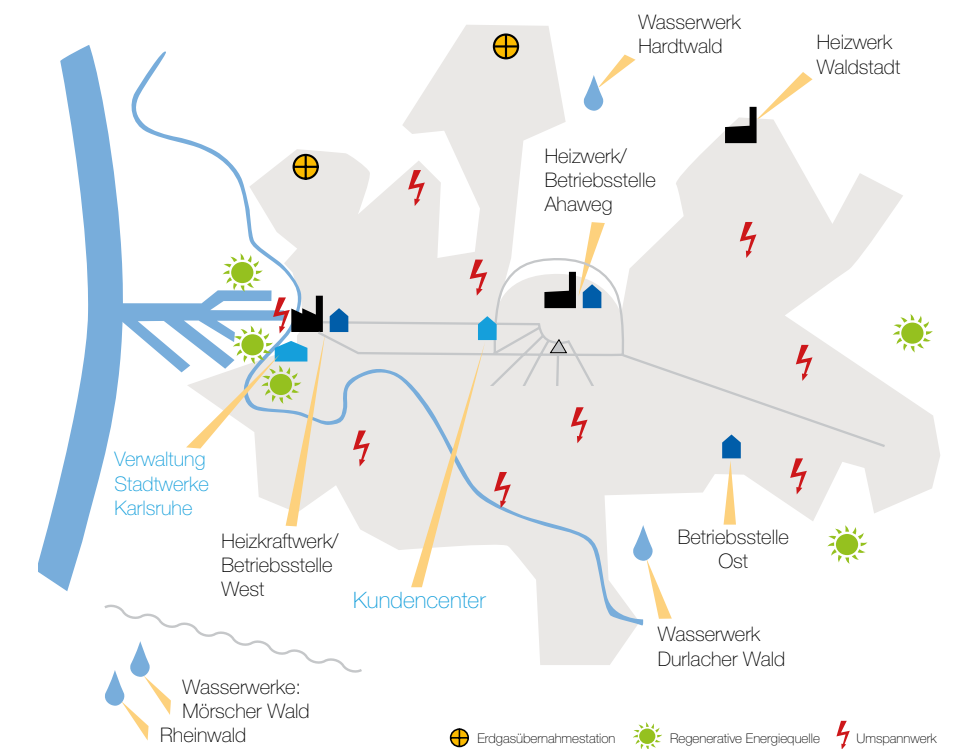 Wasserwerk
Hardtwald
Heizwerk
Waldstadt
Heizwerk/
Betriebsstelle
Ahaweg
Verwaltung
Stadtwerke
Karlsruhe
Heizkraftwerk/
Betriebsstelle
West
Kundencenter
Betriebsstelle
Ost
Wasserwerk
Durlacher Wald
Wasserwerke:
Mörscher Wald
Rheinwald
Erdgasübernahmestation
Regenerative Energiequelle
Umspannwerk